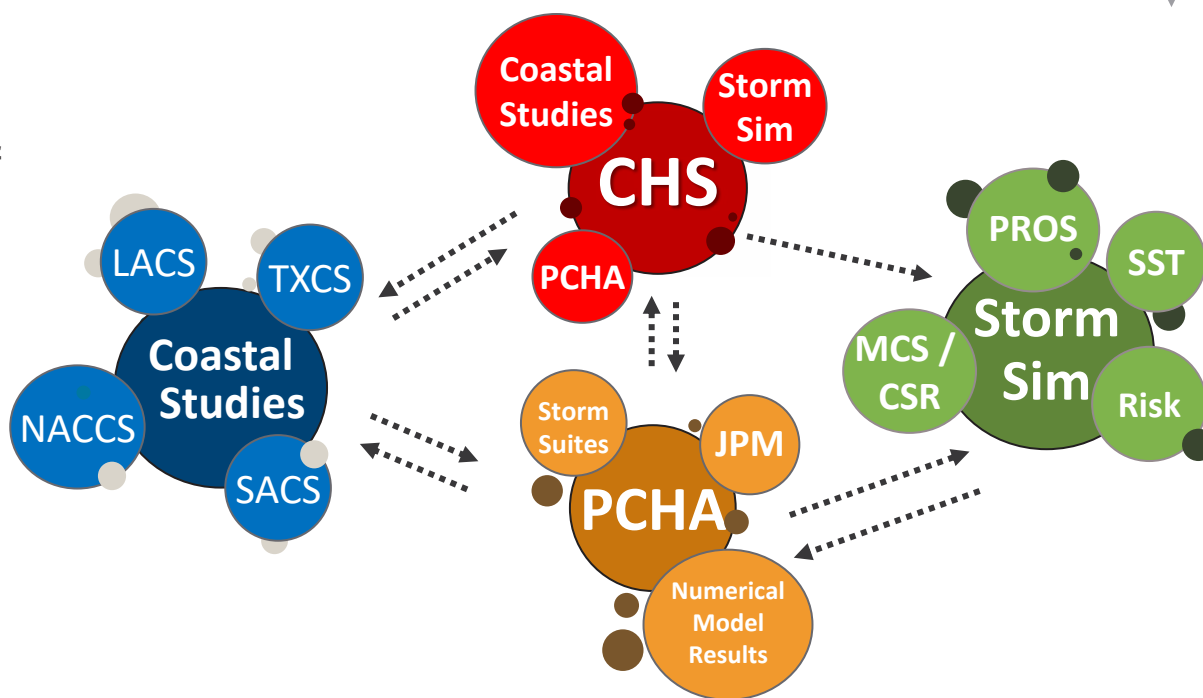 Coastal
Studies
Storm
Sim
CHS
PCHA
LACS
TXCS
Coastal
Studies
NACCS
SACS
PROS
SST
Storm
Sim
MCS /
CSR
Risk
Storm
Suites
JPM
PCHA
Numerical
Model
Results